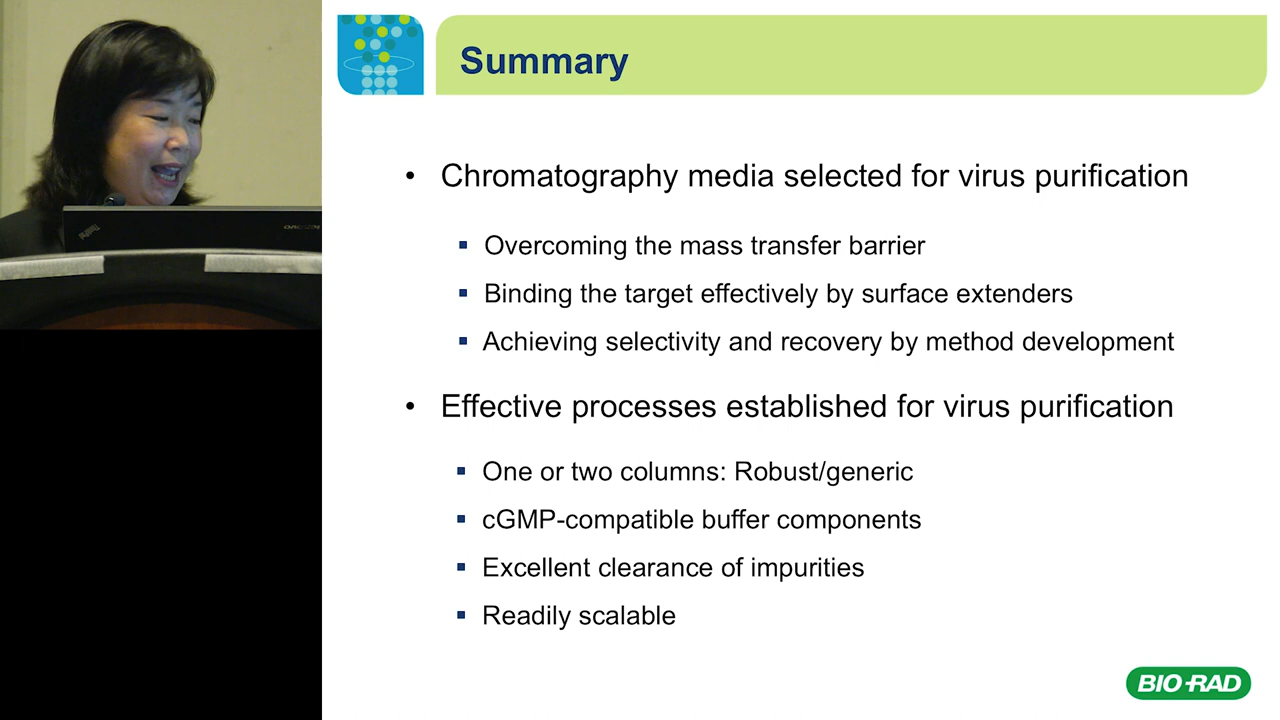 Summary
• Chromatography media selected for virus purification
▪ Overcoming the mass transfer barrier
▪ Binding the target effectively by surface extenders
▪ Achieving selectivity and recovery by method development
• Effective processes established for virus purification
▪ One or two columns: Robust/generic
▪ cGMP-compatible buffer components
▪ Excellent clearance of impurities
▪ Readily scalable
BIO-RAD
ThinkPad